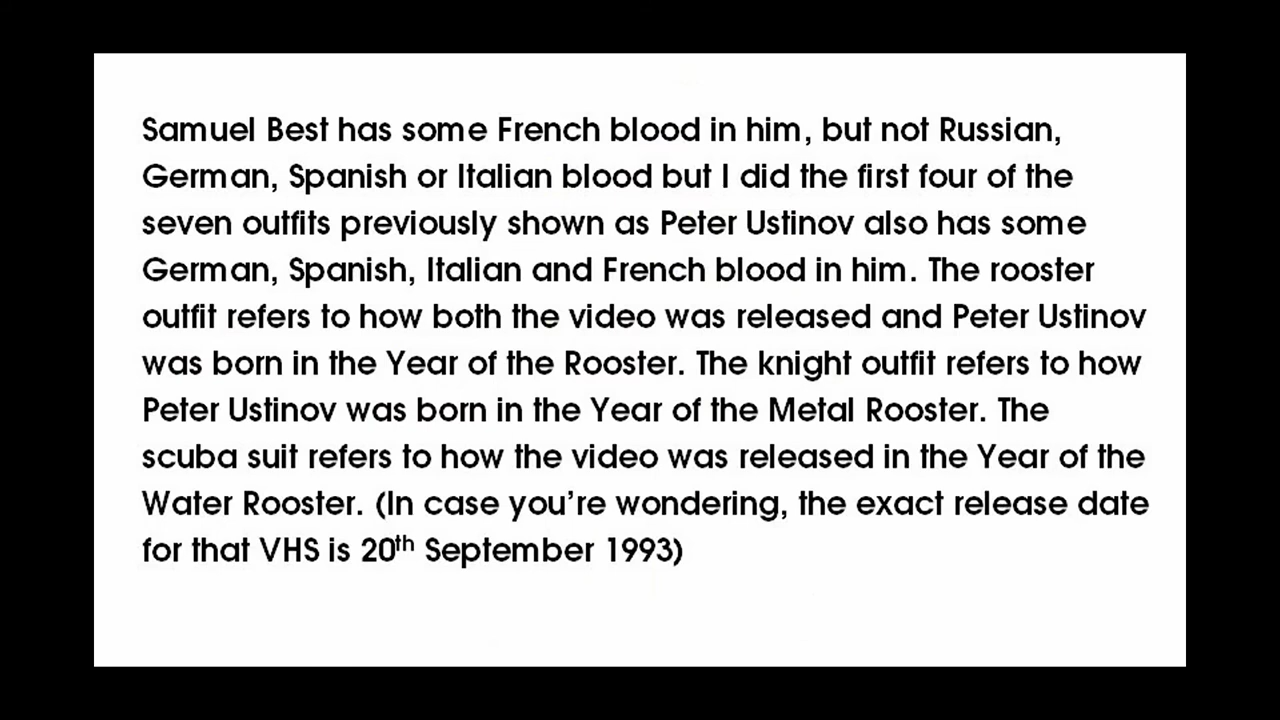 Samuel Best has some French blood in him, but not Russian,
German, Spanish or Italian blood but I did the first four of the
seven outfits previously shown as Peter Ustinov also has some
German, Spanish, Italian and French blood in him. The rooster
outfit refers to how both the video was released and Peter Ustinov
was born in the Year of the Rooster. The knight outfit refers to how
Peter Ustinov was born in the Year of the Metal Rooster. The
scuba suit refers to how the video was released in the Year of the
Water Rooster. (In case you're wondering, the exact release date
for that VHS is 20th September 1993)